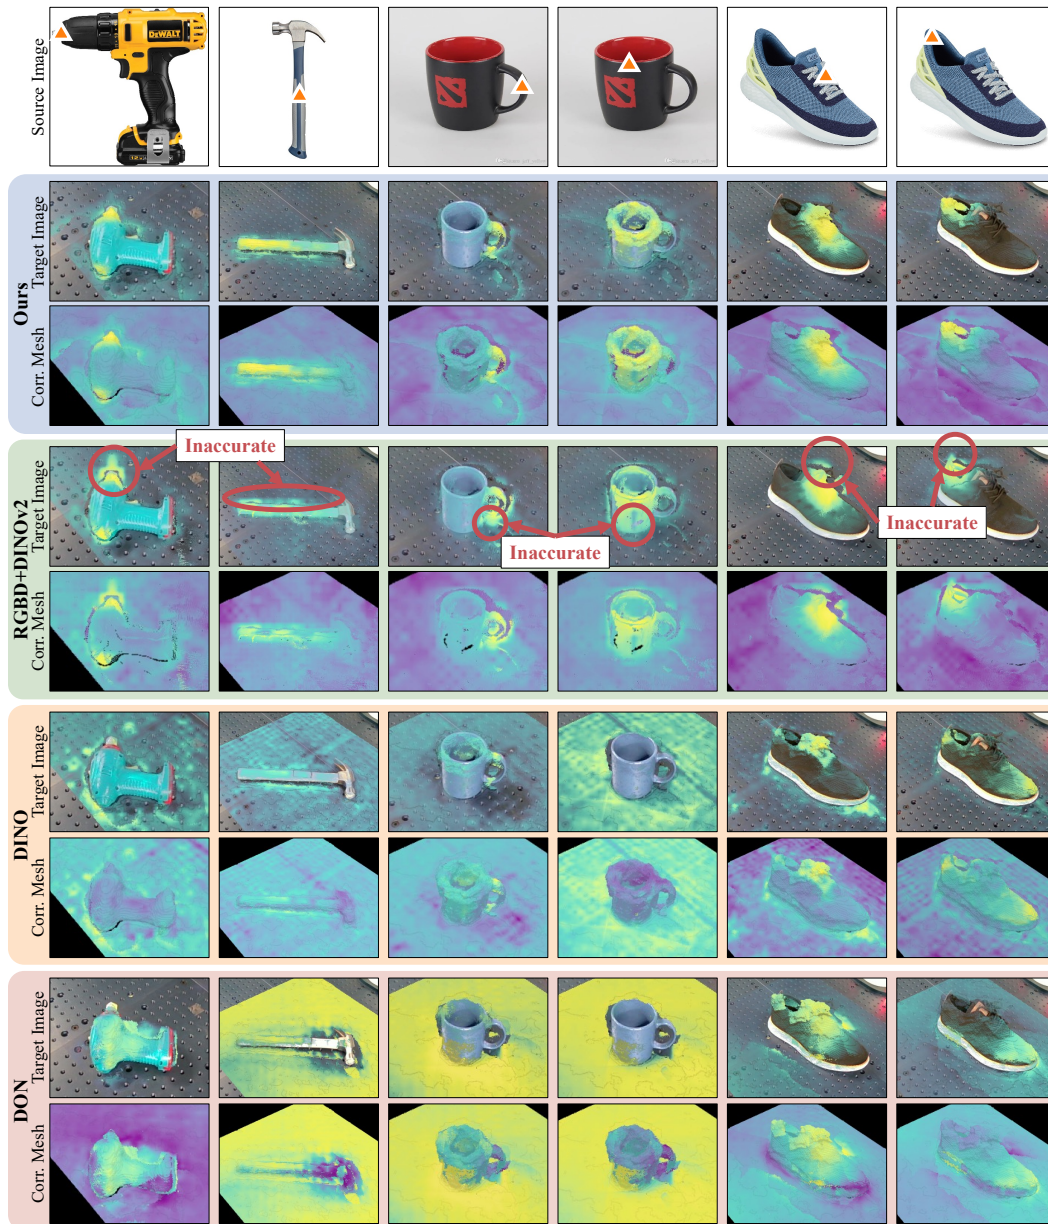 Source Image
DEWALT
Ours
Target Image
Corr. Mesh
RGBD+DINOv2
Target Image
Corr. Mesh
Inaccurate
Inaccurate
Inaccurate
DINO
Target Image
Corr. Mesh
DON
Target Image
Corr. Mesh